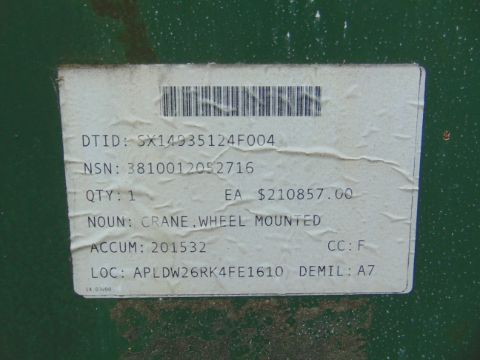 DTID: SX14935124F004
NSN: 3810012052716
QTY: 1 EA $210857.00
NOUN: CRANE,WHEEL MOUNTED
ACCUM: 201532 CC: F
LOC: APLDW26RK4FE1610 DEMIL: A7